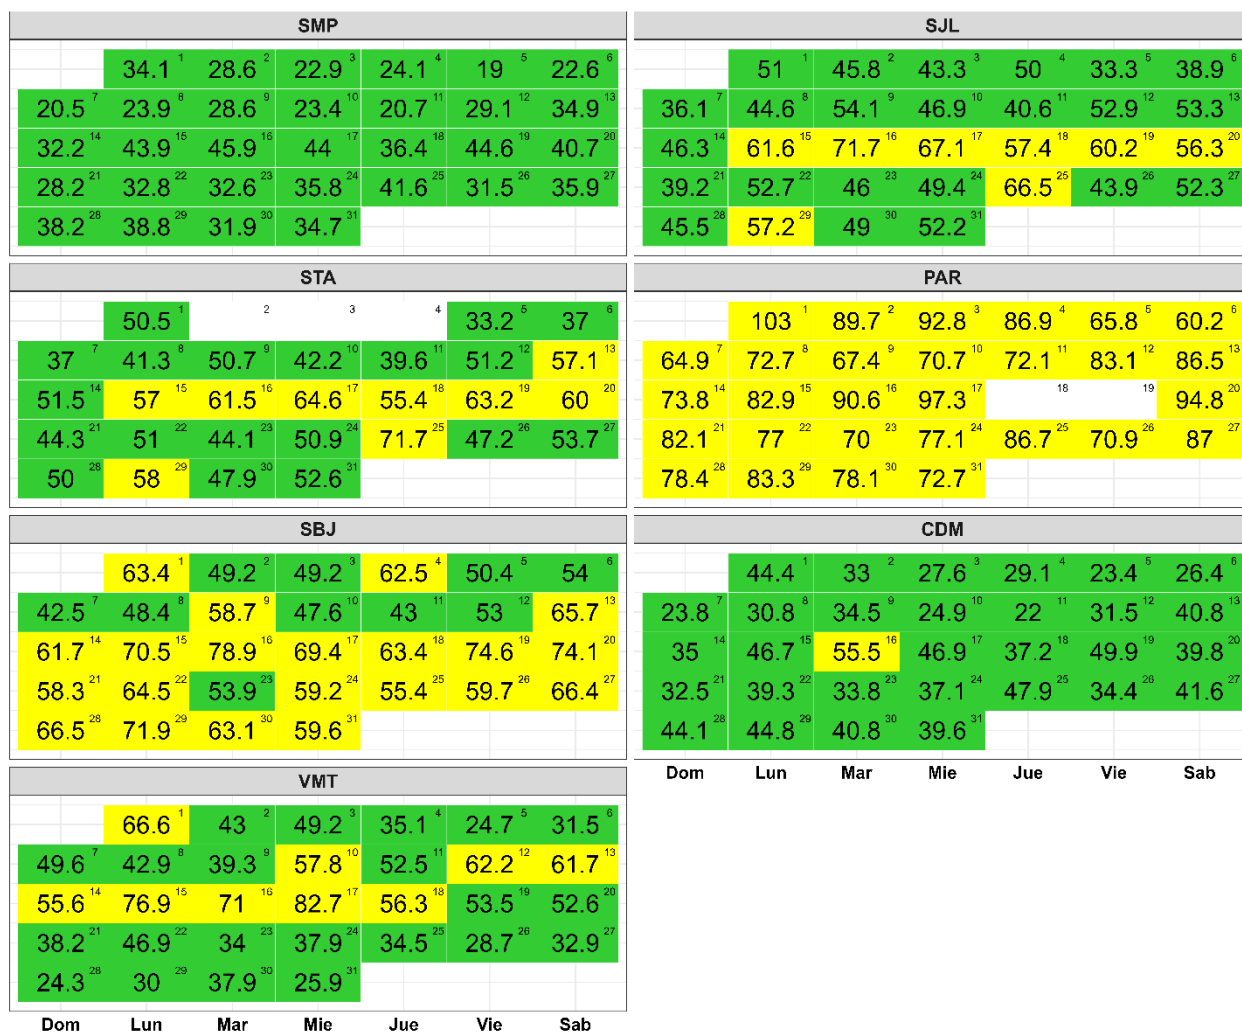 SMP
34.1 1 28.6 2 22.9 3 24.1 4 19 5 22.6 6
20.5 7 23.9 8 28.6 9 23.4 10 20.7 11 29.1 12 34.9 13
32.2 14 43.9 15 45.9 16 44 17 36.4 18 44.6 19 40.7 20
28.2 21 32.8 22 32.6 23 35.8 24 41.6 25 31.5 26 35.9 27
38.2 28 38.8 29 31.9 30 34.7 31
SJL
51 1 45.8 2 43.3 3 50 4 33.3 5 38.9 6
36.1 7 44.6 8 54.1 9 46.9 10 40.6 11 52.9 12 53.3 13
46.3 14 61.6 15 71.7 16 67.1 17 57.4 18 60.2 19 56.3 20
39.2 21 52.7 22 46 23 49.4 24 66.5 25 43.9 26 52.3 27
45.5 28 57.2 29 49 30 52.2 31
STA
50.5 1 2 3 4 33.2 5 37 6
37 7 41.3 8 50.7 9 42.2 10 39.6 11 51.2 12 57.1 13
51.5 14 57 15 61.5 16 64.6 17 55.4 18 63.2 19 60 20
44.3 21 51 22 44.1 23 50.9 24 71.7 25 47.2 26 53.7 27
50 28 58 29 47.9 30 52.6 31
PAR
103 1 89.7 2 92.8 3 86.9 4 65.8 5 60.2 6
64.9 7 72.7 8 67.4 9 70.7 10 72.1 11 83.1 12 86.5 13
73.8 14 82.9 15 90.6 16 97.3 17 18 19 94.8 20
82.1 21 77 22 70 23 77.1 24 86.7 25 70.9 26 87 27
78.4 28 83.3 29 78.1 30 72.7 31
SBJ
63.4 1 49.2 2 49.2 3 62.5 4 50.4 5 54 6
42.5 7 48.4 8 58.7 9 47.6 10 43 11 53 12 65.7 13
61.7 14 70.5 15 78.9 16 69.4 17 63.4 18 74.6 19 74.1 20
58.3 21 64.5 22 53.9 23 59.2 24 55.4 25 59.7 26 66.4 27
66.5 28 71.9 29 63.1 30 59.6 31
CDM
44.4 1 33 2 27.6 3 29.1 4 23.4 5 26.4 6
23.8 7 30.8 8 34.5 9 24.9 10 22 11 31.5 12 40.8 13
35 14 46.7 15 55.5 16 46.9 17 37.2 18 49.9 19 39.8 20
32.5 21 39.3 22 33.8 23 37.1 24 47.9 25 34.4 26 41.6 27
44.1 28 44.8 29 40.8 30 39.6 31
Dom Lun Mar Mie Jue Vie Sab
VMT
66.6 1 43 2 49.2 3 35.1 4 24.7 5 31.5 6
49.6 7 42.9 8 39.3 9 57.8 10 52.5 11 62.2 12 61.7 13
55.6 14 76.9 15 71 16 82.7 17 56.3 18 53.5 19 52.6 20
38.2 21 46.9 22 34 23 37.9 24 34.5 25 28.7 26 32.9 27
24.3 28 30 29 37.9 30 25.9 31
Dom Lun Mar Mie Jue Vie Sab